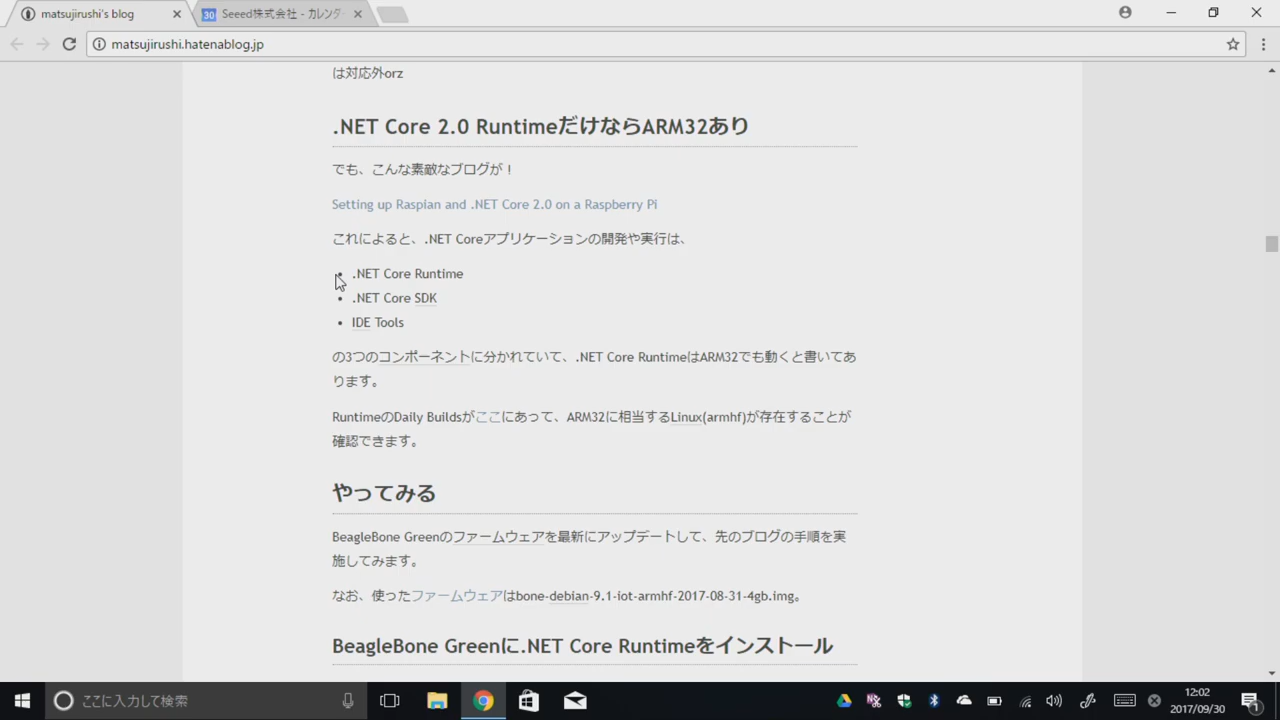 matsujirushi's blog
30 Seeed株式会社 - カレンダ
matsujirushi.hatenablog.jp
は対応外orz
.NET Core 2.0 RuntimeだけならARM32あり
でも、こんな素敵なブログが！
Setting up Raspian and .NET Core 2.0 on a Raspberry Pi
これによると、.NET Coreアプリケーションの開発や実行は、
• .NET Core Runtime
• .NET Core SDK
• IDE Tools
の3つのコンポーネントに分かれていて、.NET Core RuntimeはARM32でも動くと書いてあ
ります。
RuntimeのDaily Buildsがここにあって、ARM32に相当するLinux(armhf)が存在することが
確認できます。
やってみる
BeagleBone Greenのファームウェアを最新にアップデートして、先のブログの手順を実
施してみます。
なお、使ったファームウェアはbone-debian-9.1-iot-armhf-2017-08-31-4gb.img。
BeagleBone Greenに.NET Core Runtimeをインストール
ここに入力して検索
12:02
2017/09/30
1